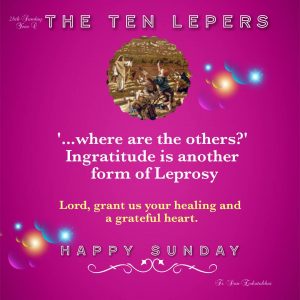 28th Sunday
Year C
THE TEN LEPERS
'...where are the others?'
Ingratitude is another
form of Leprosy
Lord, grant us your healing and
a grateful heart.
HAPPY SUNDAY
Fr. Sixtus